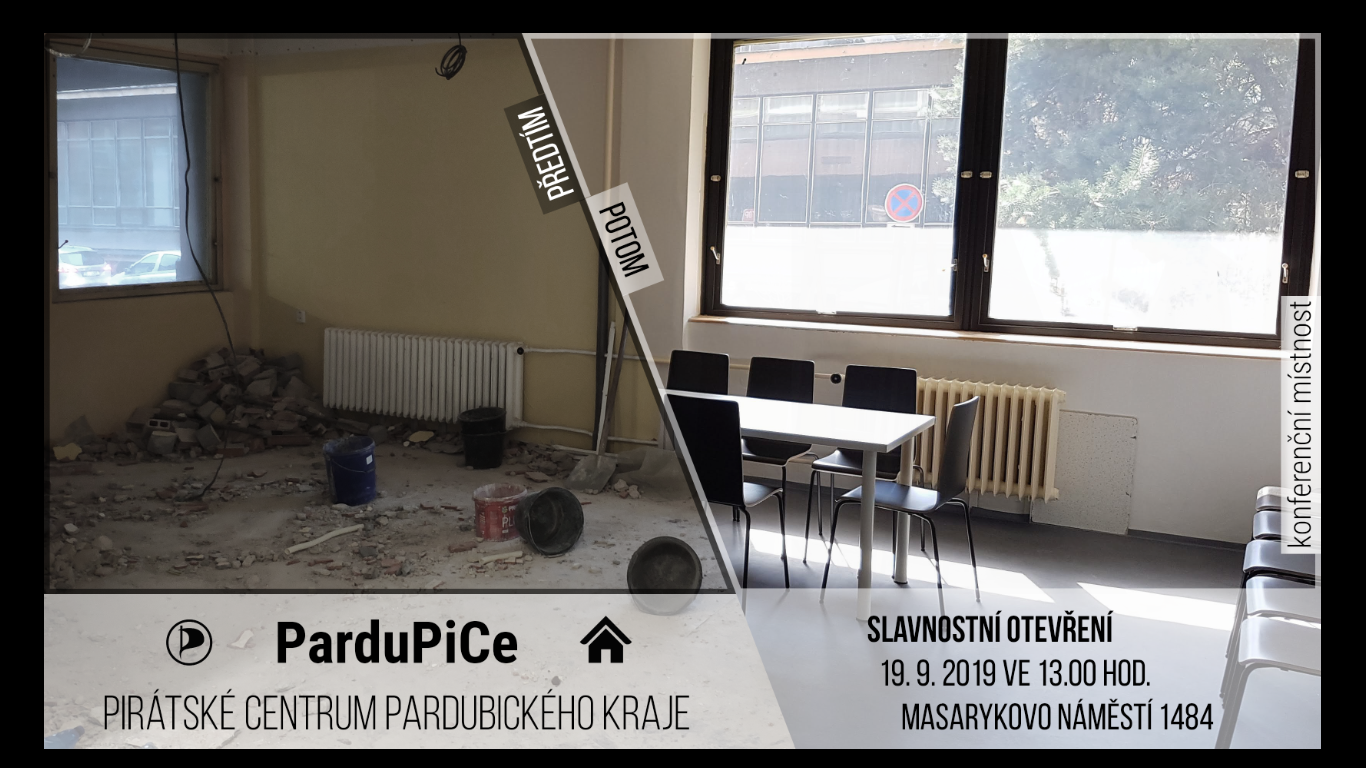 PŘEDTÍM
POTOM
konferenční místnost
ParduPiCe
PIRÁTSKÉ CENTRUM PARDUBICKÉHO KRAJE
SLAVNOSTNÍ OTEVŘENÍ
19. 9. 2019 VE 13.00 HOD.
MASARYKOVO NÁMĚSTÍ 1484